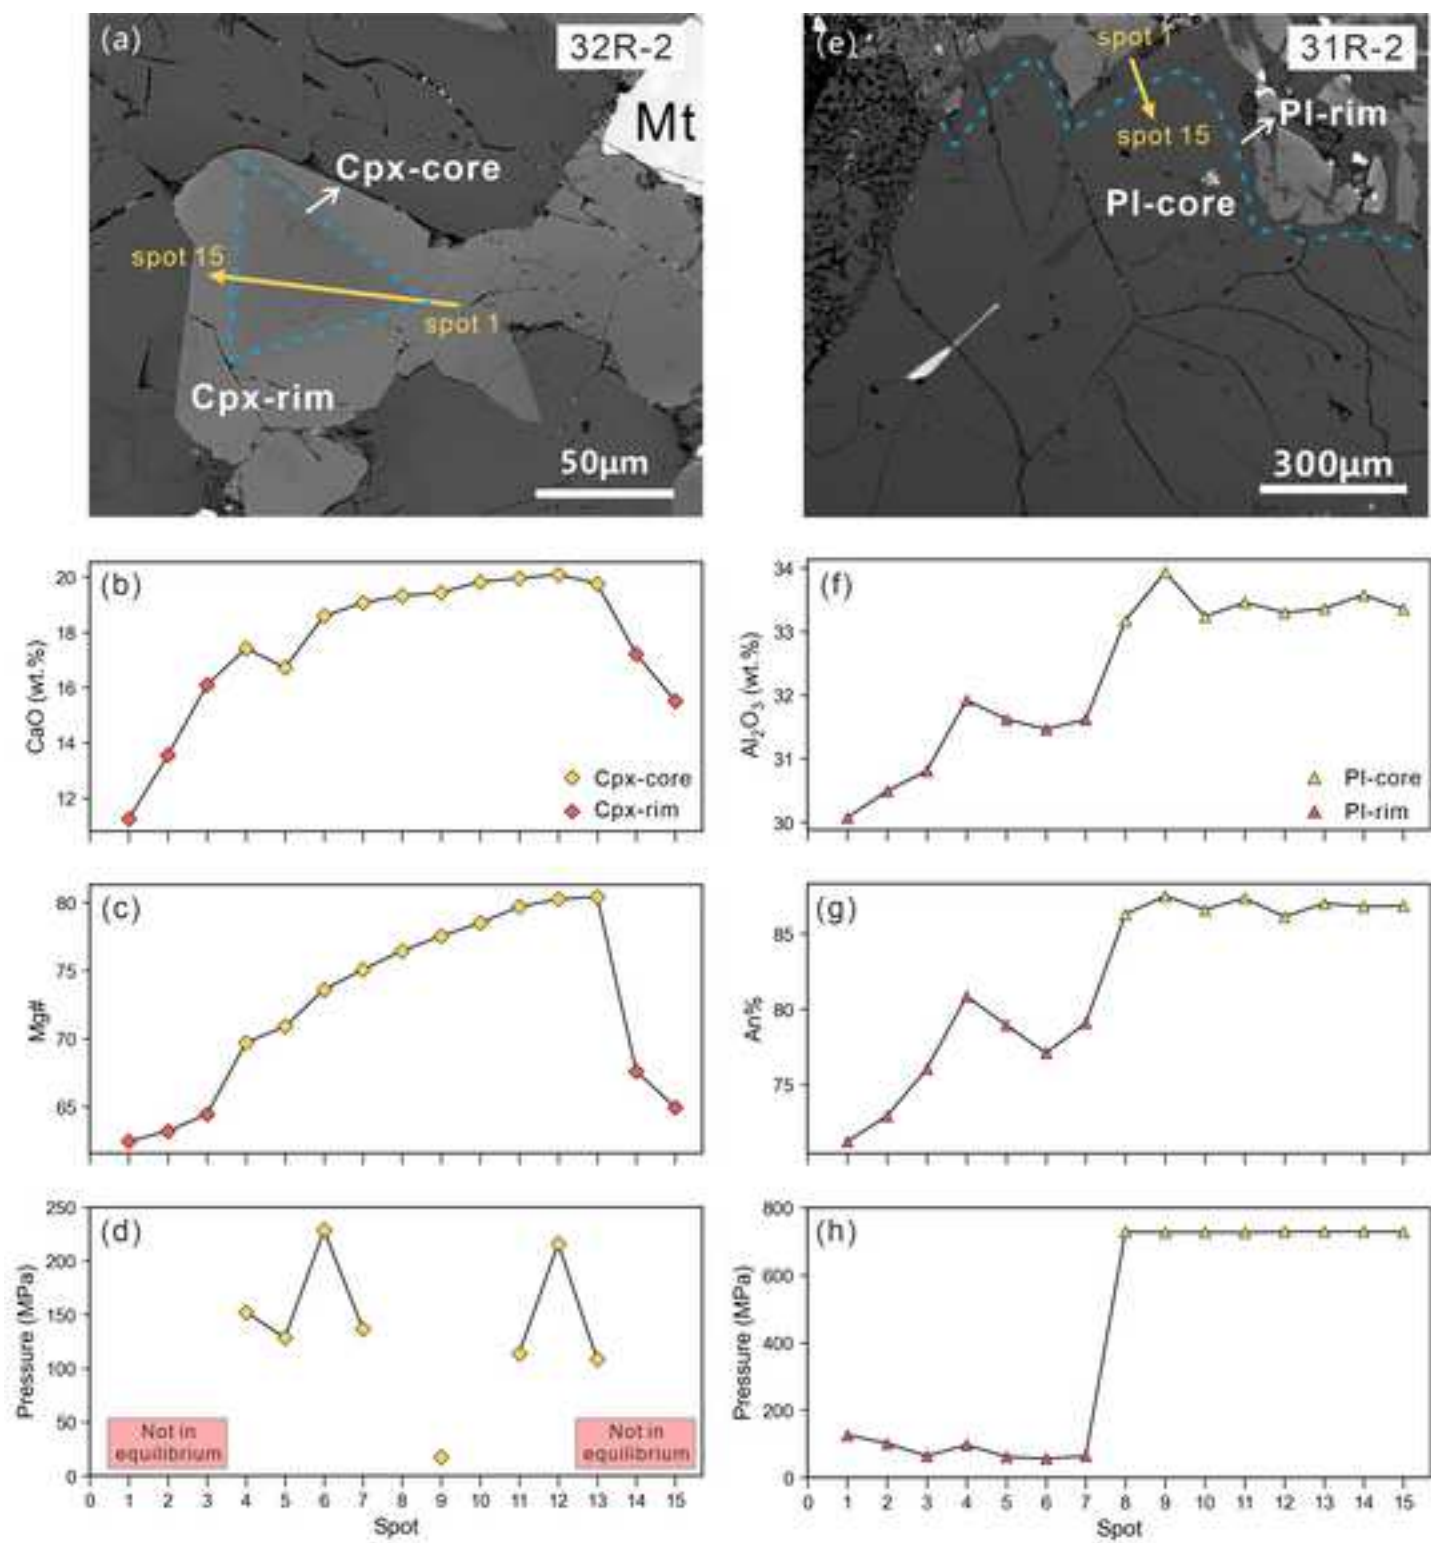 (a)
32R-2
Mt
Cpx-core
spot 15
spot 1
Cpx-rim
50μm
(e)
31R-2
spot 1
Pl-rim
spot 15
Pl-core
300μm
(b)
CaO (wt.%)
20
18
16
14
12
Cpx-core
Cpx-rim
(f)
Al₂O₃ (wt.%)
34
33
32
31
30
Pl-core
Pl-rim
(c)
Mg#
80
75
70
65
(g)
An%
85
80
75
(d)
Pressure (MPa)
250
200
150
100
50
0
Not in
equilibrium
Not in
equilibrium
0 1 2 3 4 5 6 7 8 9 10 11 12 13 14 15
Spot
(h)
Pressure (MPa)
800
600
400
200
0
0 1 2 3 4 5 6 7 8 9 10 11 12 13 14 15
Spot